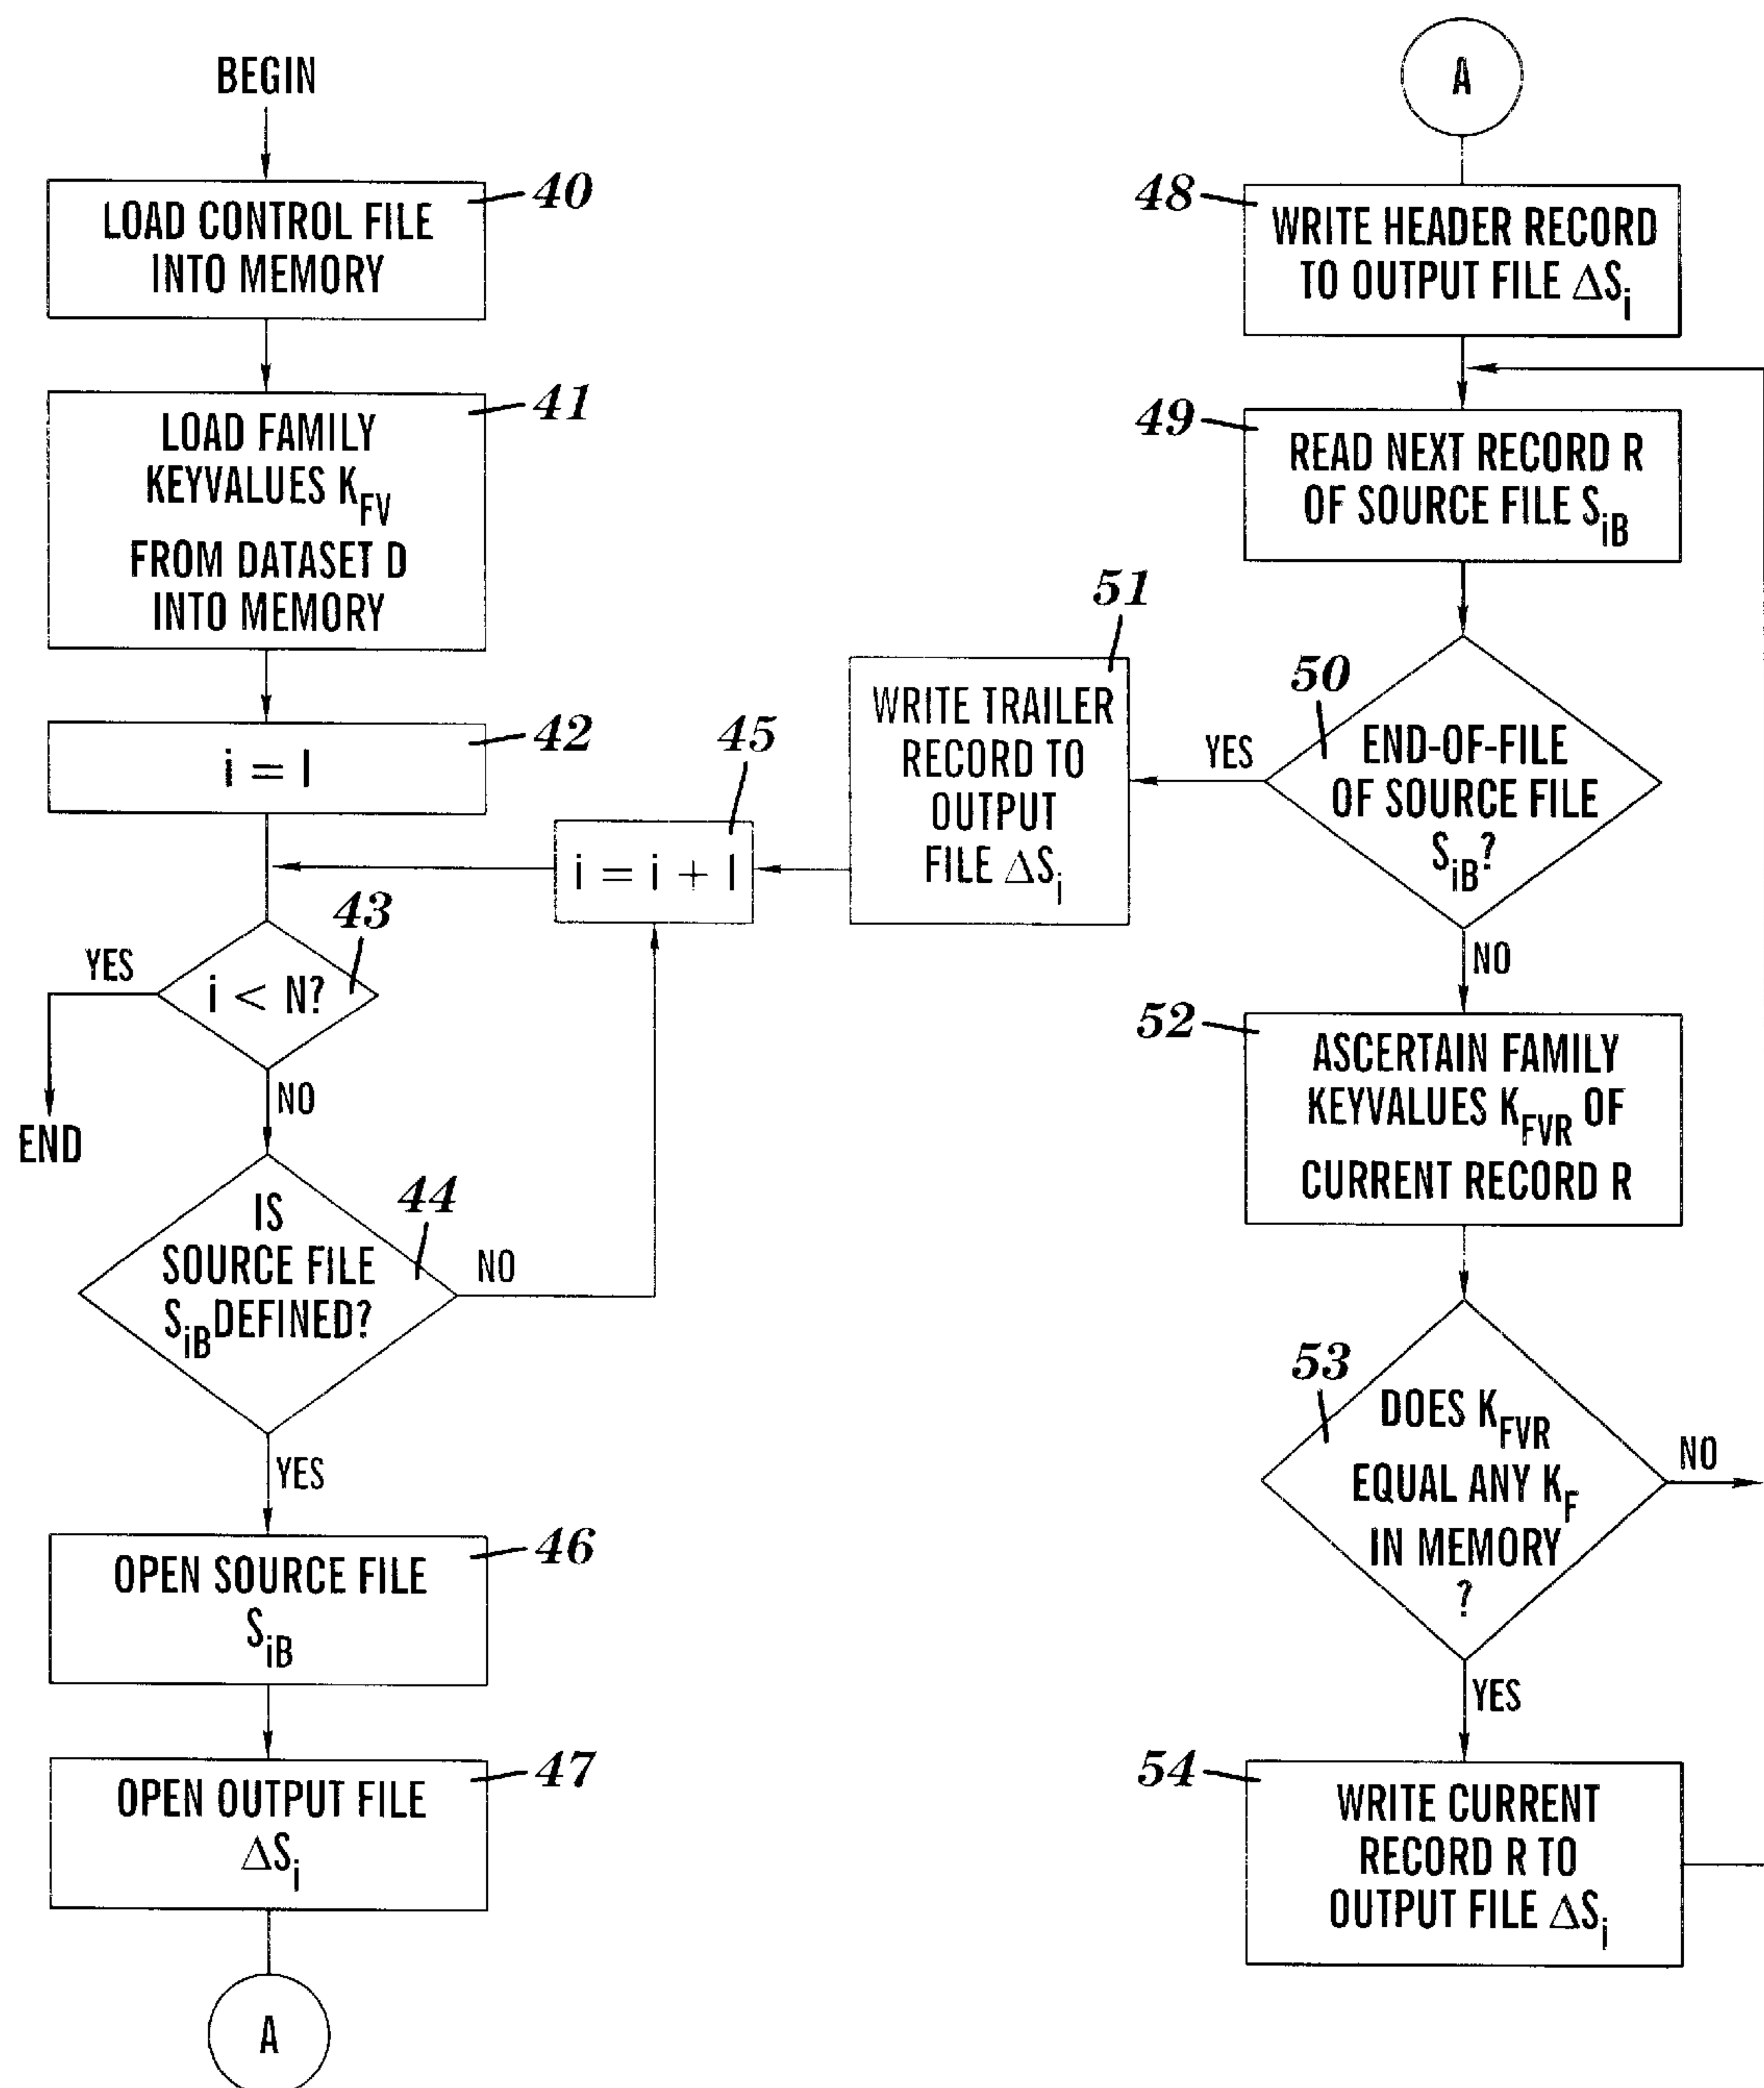 BEGIN
40
LOAD CONTROL FILE
INTO MEMORY
41
LOAD FAMILY
KEYVALUES K_FV
FROM DATASET D
INTO MEMORY
42
i = 1
45
i = i + 1
43
YES
i < N?
NO
END
44
IS
SOURCE FILE
S_iB DEFINED?
NO
YES
46
OPEN SOURCE FILE
S_iB
47
OPEN OUTPUT FILE
ΔS_i
A
A
48
WRITE HEADER RECORD
TO OUTPUT FILE ΔS_i
49
READ NEXT RECORD R
OF SOURCE FILE S_iB
50
END-OF-FILE
OF SOURCE FILE
S_iB?
YES
51
WRITE TRAILER
RECORD TO
OUTPUT
FILE ΔS_i
NO
52
ASCERTAIN FAMILY
KEYVALUES K_FVR OF
CURRENT RECORD R
53
DOES K_FVR
EQUAL ANY K_F
IN MEMORY
?
NO
YES
54
WRITE CURRENT
RECORD R TO
OUTPUT FILE ΔS_i